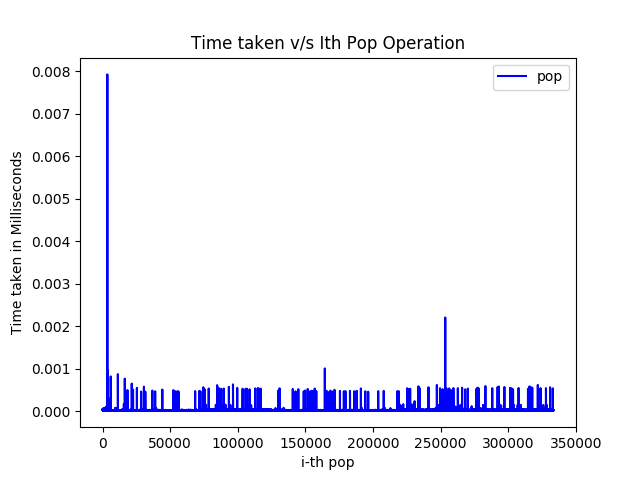 Time taken v/s Ith Pop Operation
pop
Time taken in Milliseconds
0.008
0.007
0.006
0.005
0.004
0.003
0.002
0.001
0.000
0 50000 100000 150000 200000 250000 300000 350000
i-th pop